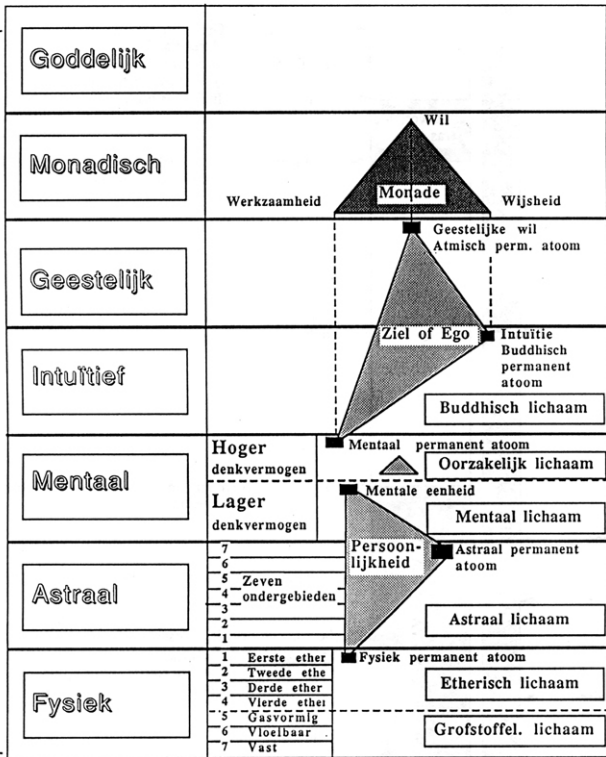 Goddelijk
Monadisch
Wil
Monade
Werkzaamheid
Wijsheid
Geestelijk
Geestelijke wil
Atmisch perm. atoom
Ziel of Ego
Intuïtief
Intuïtie
Buddhisch
permanent
atoom
Buddhisch lichaam
Mentaal
Hoger
denkvermogen
Mentaal permanent atoom
Oorzakelijk lichaam
Lager
denkvermogen
Mentale eenheid
Mentaal lichaam
Astraal
7
6
5
4
3
2
1
Zeven
ondergebieden
Persoon-
lijkheid
Astraal permanent
atoom
Astraal lichaam
Fysiek
1 Eerste ether
2 Tweede ethe
3 Derde ether
4 Vierde ether
5 Gasvormig
6 Vloeibaar
7 Vast
Fysiek permanent atoom
Etherisch lichaam
Grofstoffel. lichaam